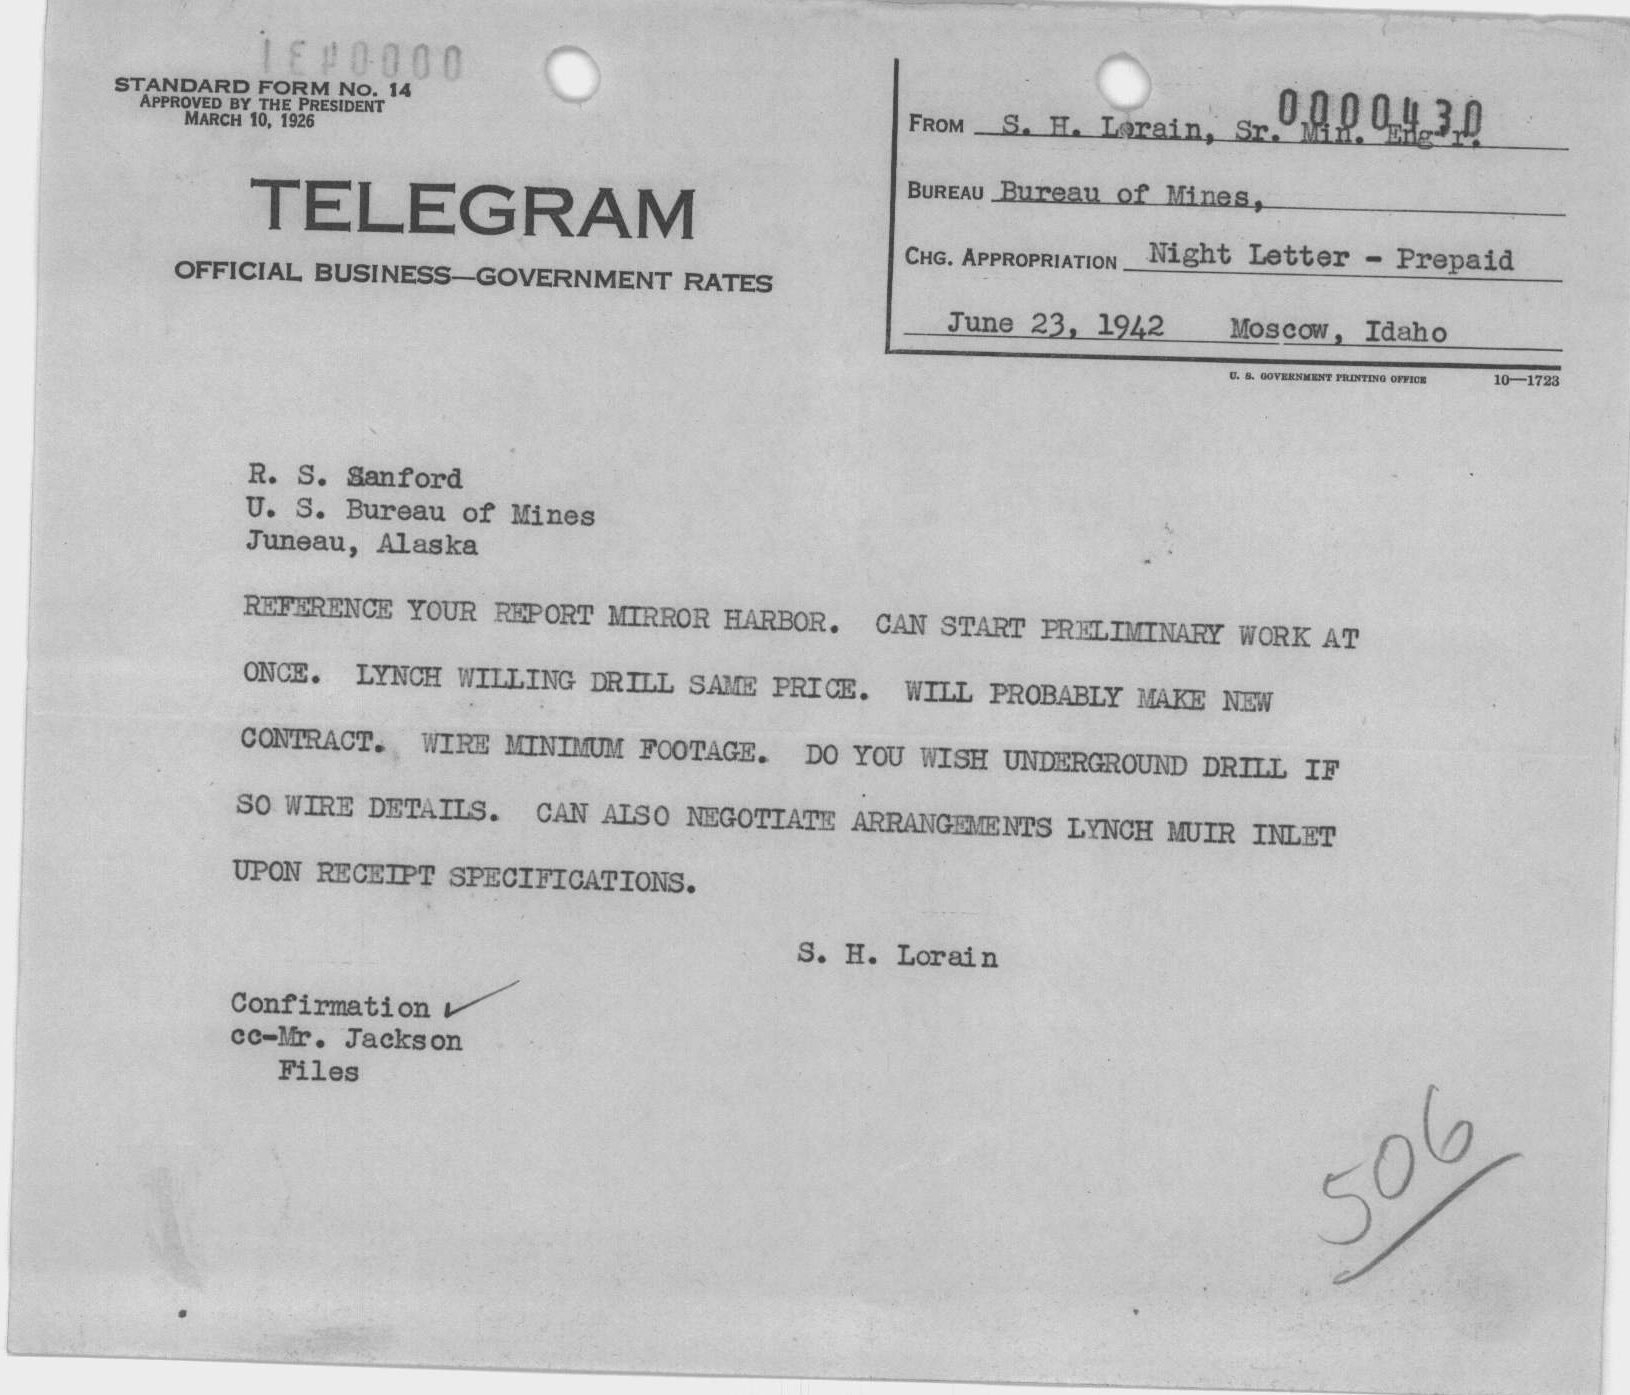 0000431
STANDARD FORM No. 14
APPROVED BY THE PRESIDENT
MARCH 10, 1926
TELEGRAM
OFFICIAL BUSINESS—GOVERNMENT RATES
0000430
FROM S. H. Lorain, Sr. Min. Eng'r.
BUREAU Bureau of Mines,
CHG. APPROPRIATION Night Letter - Prepaid
June 23, 1942 Moscow, Idaho
U. S. GOVERNMENT PRINTING OFFICE 10—1723
R. S. Sanford
U. S. Bureau of Mines
Juneau, Alaska
REFERENCE YOUR REPORT MIRROR HARBOR. CAN START PRELIMINARY WORK AT
ONCE. LYNCH WILLING DRILL SAME PRICE. WILL PROBABLY MAKE NEW
CONTRACT. WIRE MINIMUM FOOTAGE. DO YOU WISH UNDERGROUND DRILL IF
SO WIRE DETAILS. CAN ALSO NEGOTIATE ARRANGEMENTS LYNCH MUIR INLET
UPON RECEIPT SPECIFICATIONS.
S. H. Lorain
Confirmation ✓
cc-Mr. Jackson
Files
506